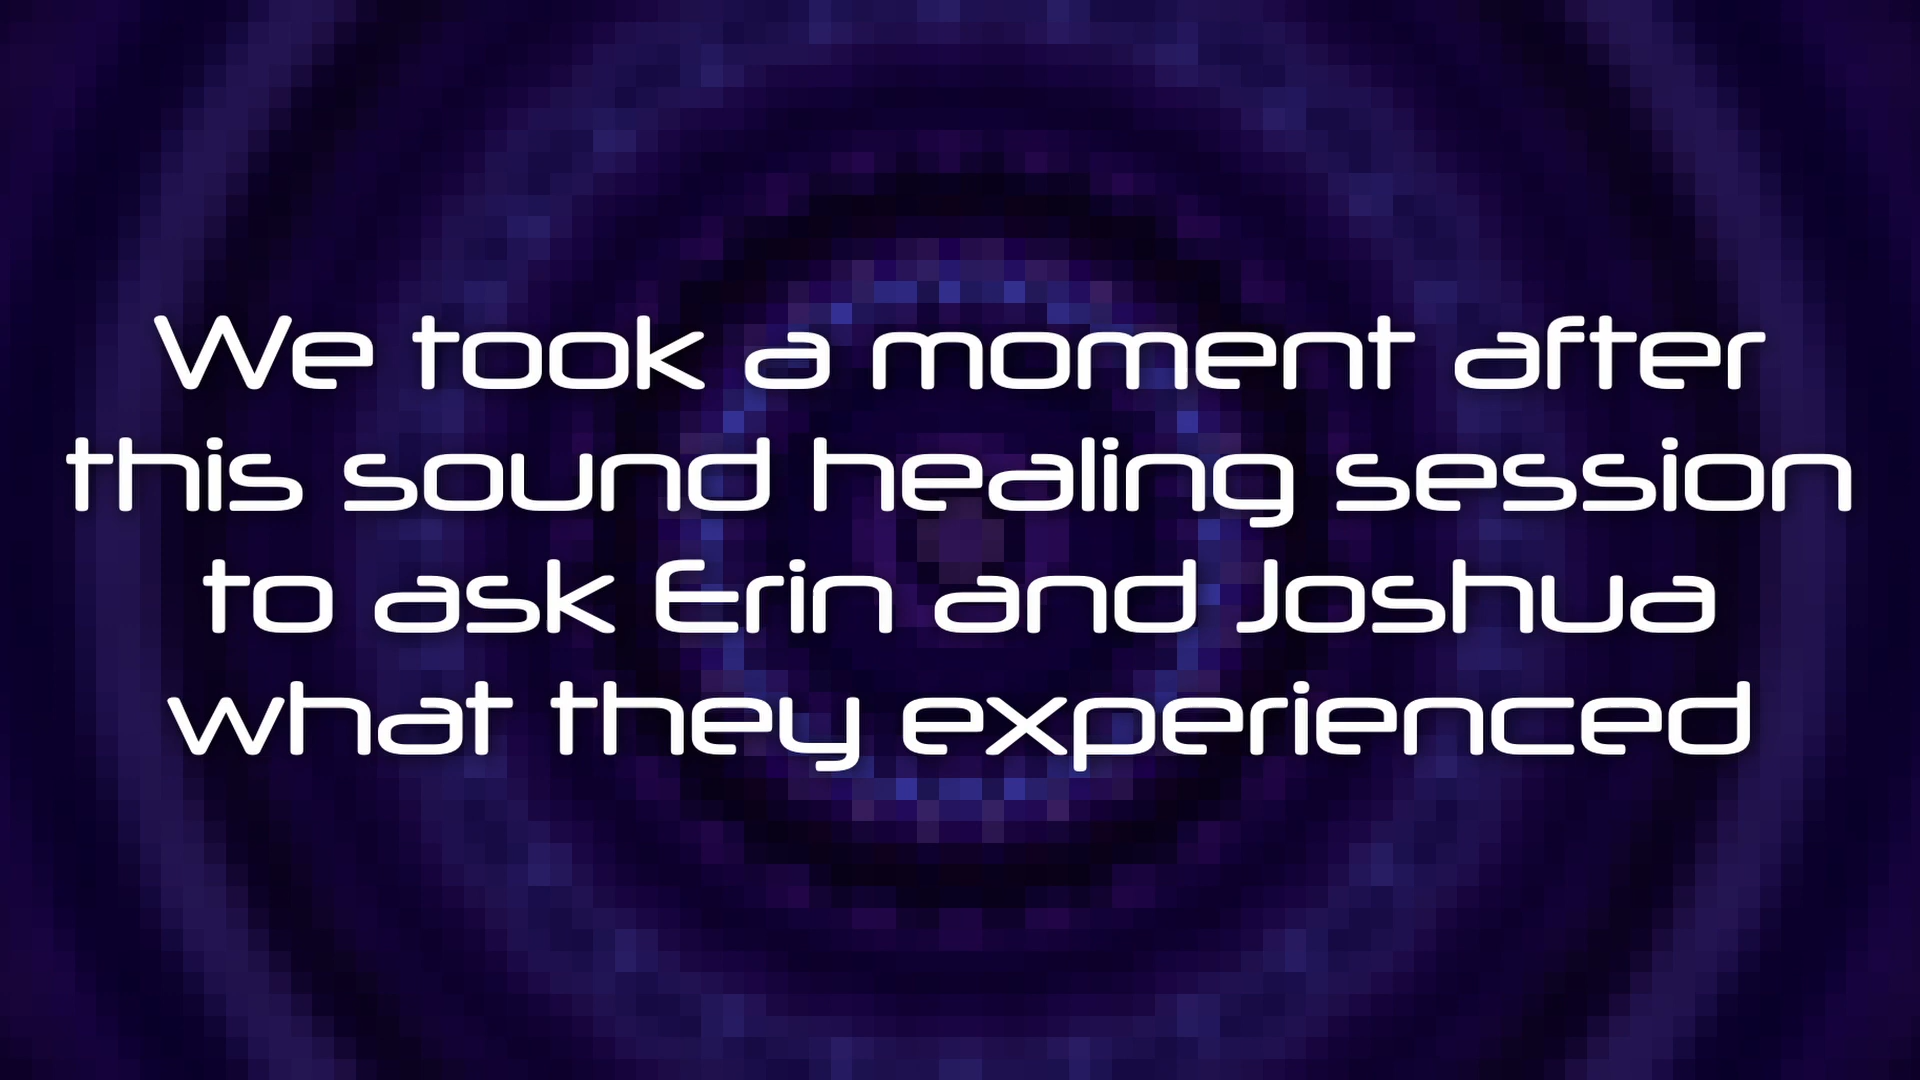 We took a moment after
this sound healing session
to ask Erin and Joshua
what they experienced